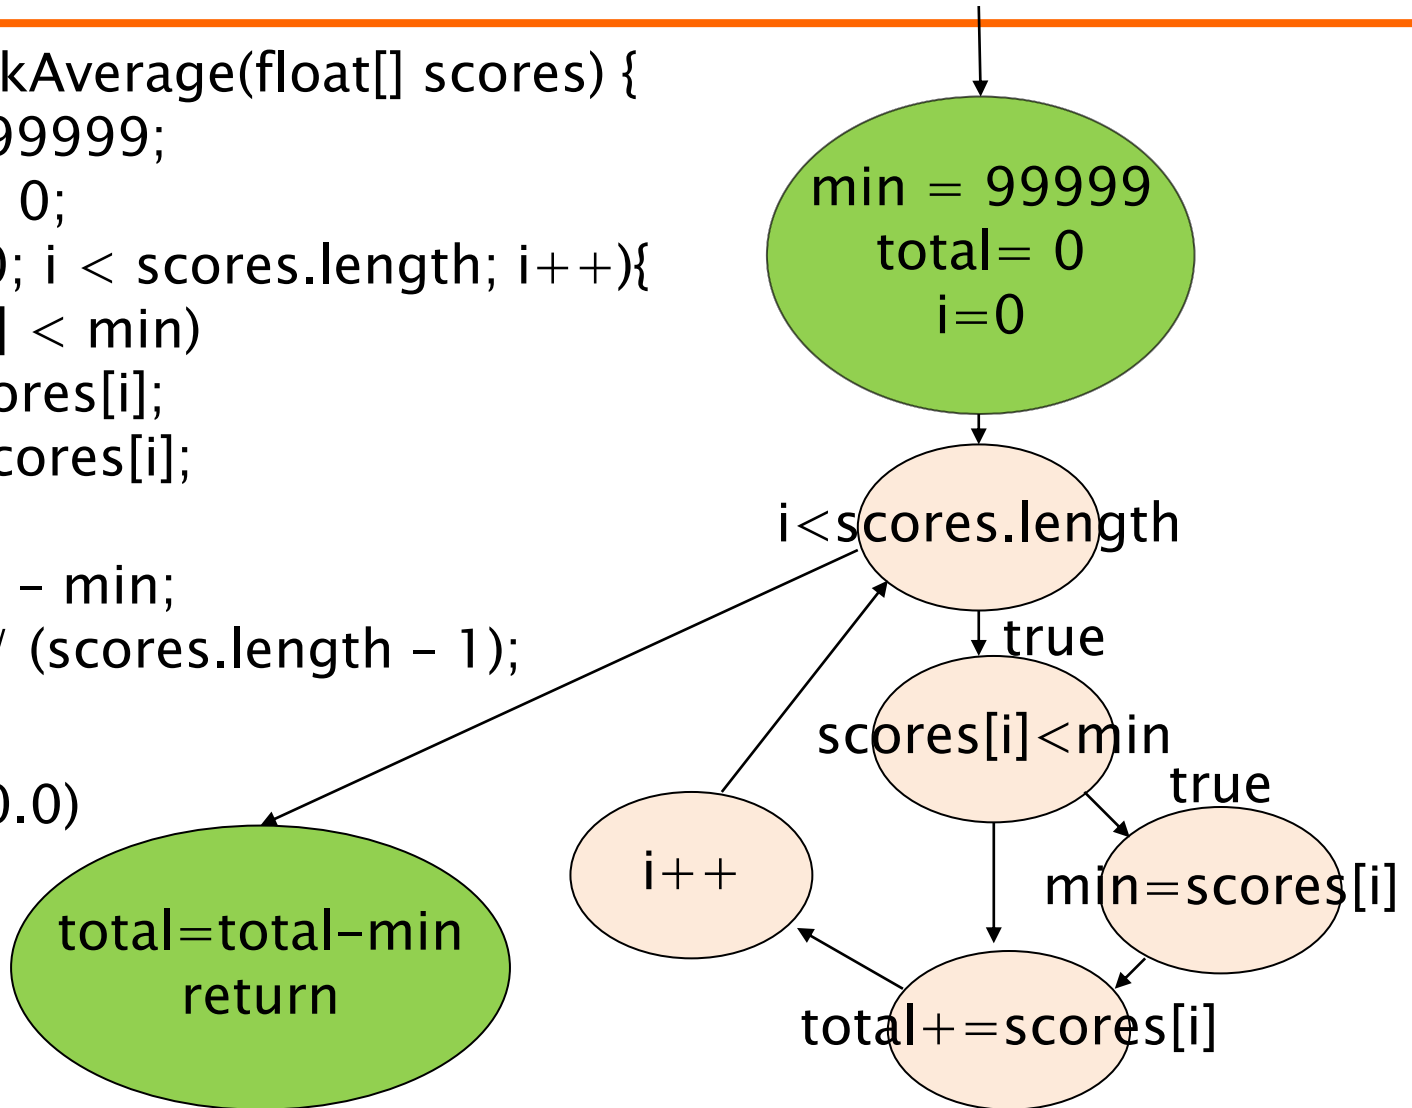 kAverage(float[] scores) {
99999;
0;
; i < scores.length; i++){
] < min)
ores[i];
cores[i];
– min;
/ (scores.length – 1);
0.0)
min = 99999
total= 0
i=0
i<scores.length
true
scores[i]<min
true
min=scores[i]
i++
total+=scores[i]
total=total–min
return